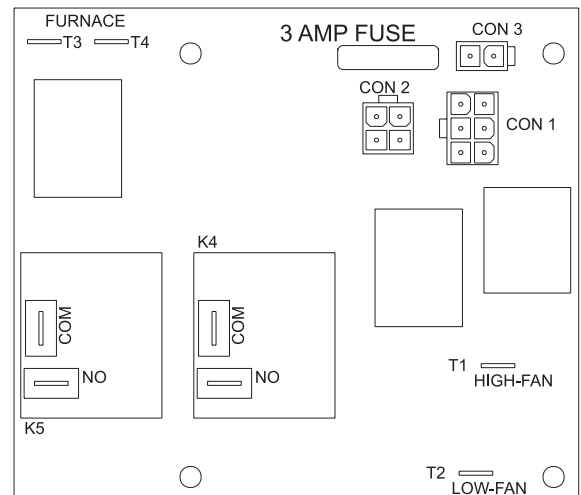 FURNACE
T3 T4
3 AMP FUSE
CON 3
CON 2
CON 1
K4
COM
COM
NO
NO
K5
T1
HIGH-FAN
T2
LOW-FAN